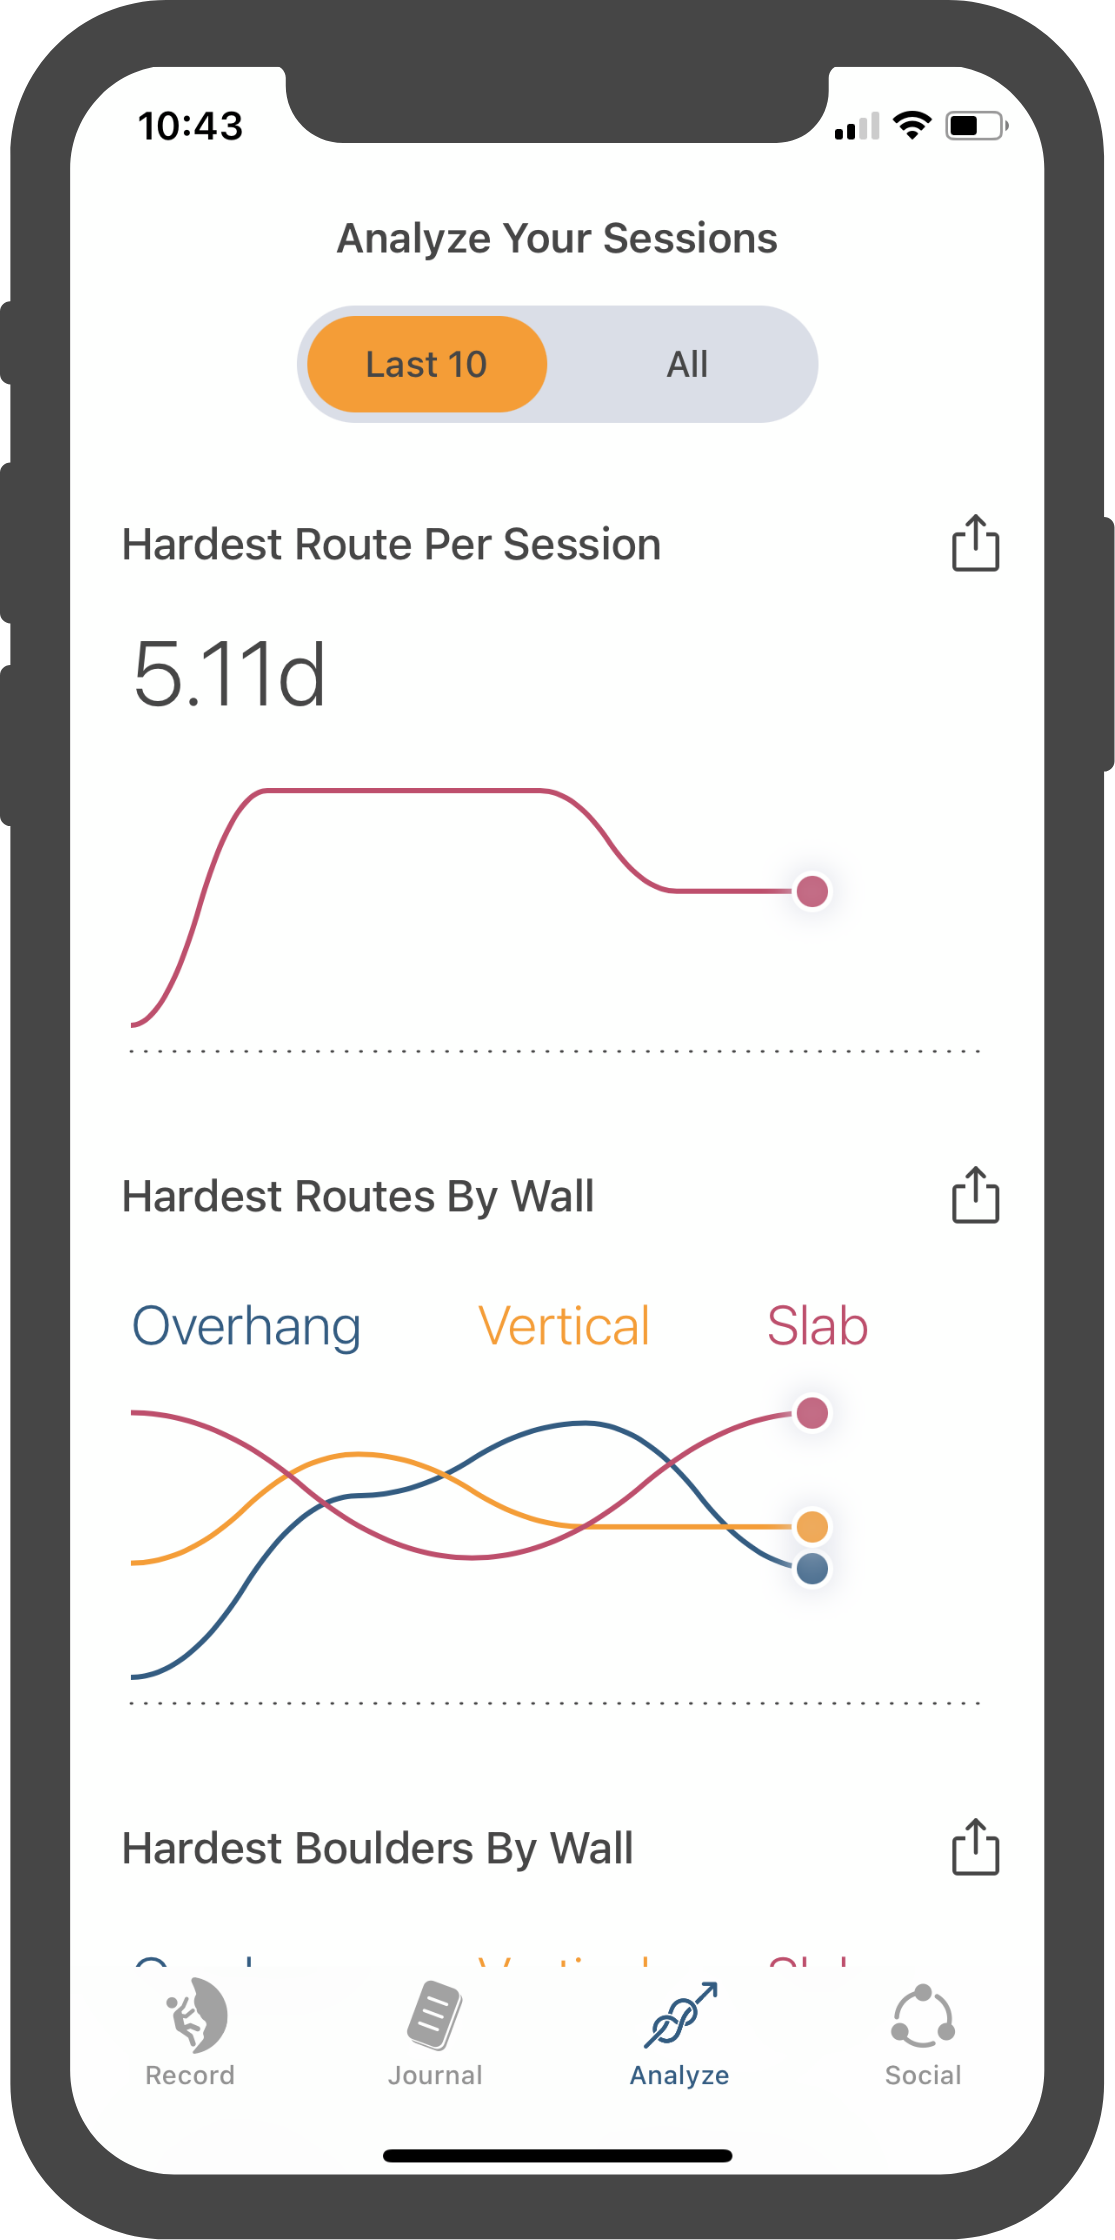 10:43
Analyze Your Sessions
Last 10 All
Hardest Route Per Session
5.11d
Hardest Routes By Wall
Overhang Vertical Slab
Hardest Boulders By Wall
Record Journal Analyze Social